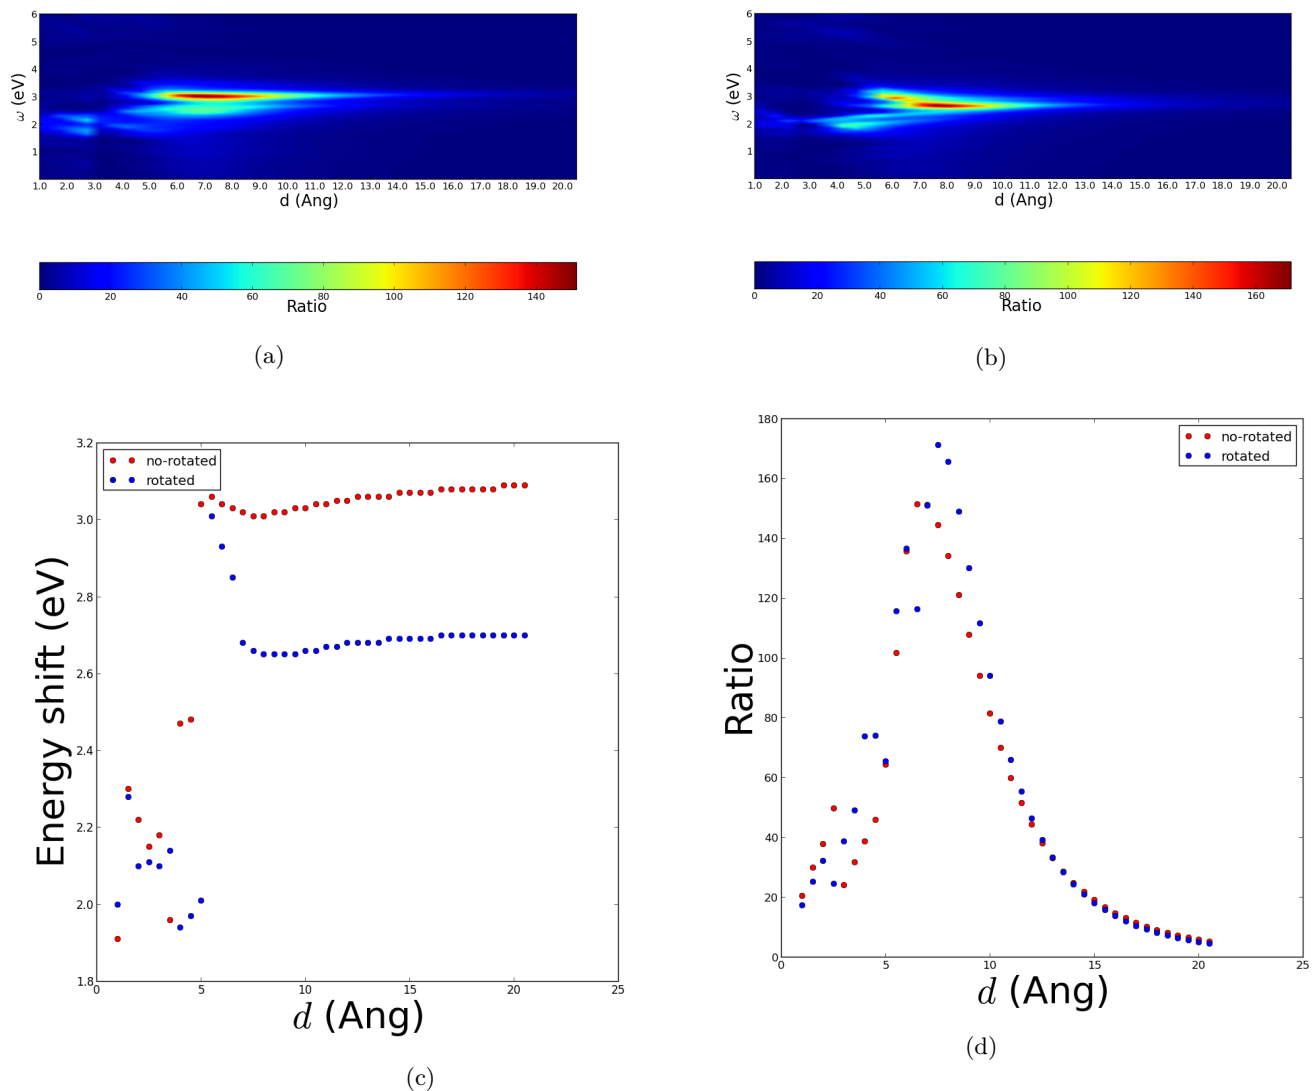 6
5
4
3
2
1
ω (eV)
1.0 2.0 3.0 4.0 5.0 6.0 7.0 8.0 9.0 10.0 11.0 12.0 13.0 14.0 15.0 16.0 17.0 18.0 19.0 20.0
d (Ang)
0 20 40 60 80 100 120 140
Ratio
(a)
6
5
4
3
2
1
ω (eV)
1.0 2.0 3.0 4.0 5.0 6.0 7.0 8.0 9.0 10.0 11.0 12.0 13.0 14.0 15.0 16.0 17.0 18.0 19.0 20.0
d (Ang)
0 20 40 60 80 100 120 140 160
Ratio
(b)
3.2
3.0
2.8
2.6
2.4
2.2
2.0
1.8
Energy shift (eV)
no-rotated
rotated
0 5 10 15 20 25
d (Ang)
(c)
180
160
140
120
100
80
60
40
20
0
Ratio
no-rotated
rotated
0 5 10 15 20 25
d (Ang)
(d)